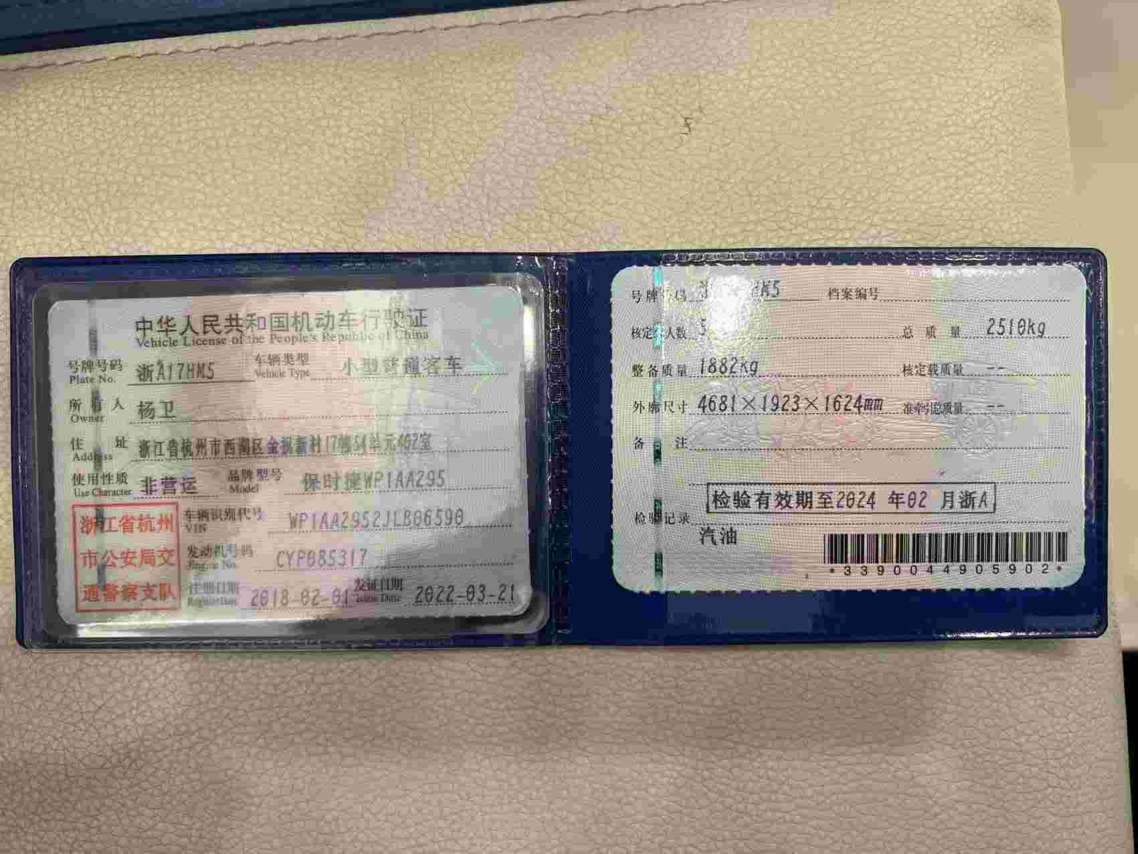 中华人民共和国机动车行驶证
Vehicle License of the People's Republic of China
号牌号码 浙A17HM5 车辆类型 小型普通客车
Plate No. Vehicle Type
所有人 杨卫
Owner
住址 浙江省杭州市西湖区金祝新村17幢54单元402室
Address
使用性质 非营运 品牌型号 保时捷WP1AA295
Use Character Model
浙江省杭州
市公安局交
通警察支队
车辆识别代号 WP1AA2952JLB06590
VIN
发动机号码 CYP085317
Engine No.
注册日期 2018-02-01 发证日期 2022-03-21
Register Date Issue Date
号牌号码 M5 档案编号
核定人数 5 总质量 2510kg
整备质量 1882kg 核定载质量 --
外廓尺寸 4681×1923×1624mm 准牵引总质量 --
备注
检验有效期至2024年02月浙A
检验记录
汽油
*3390044905902*